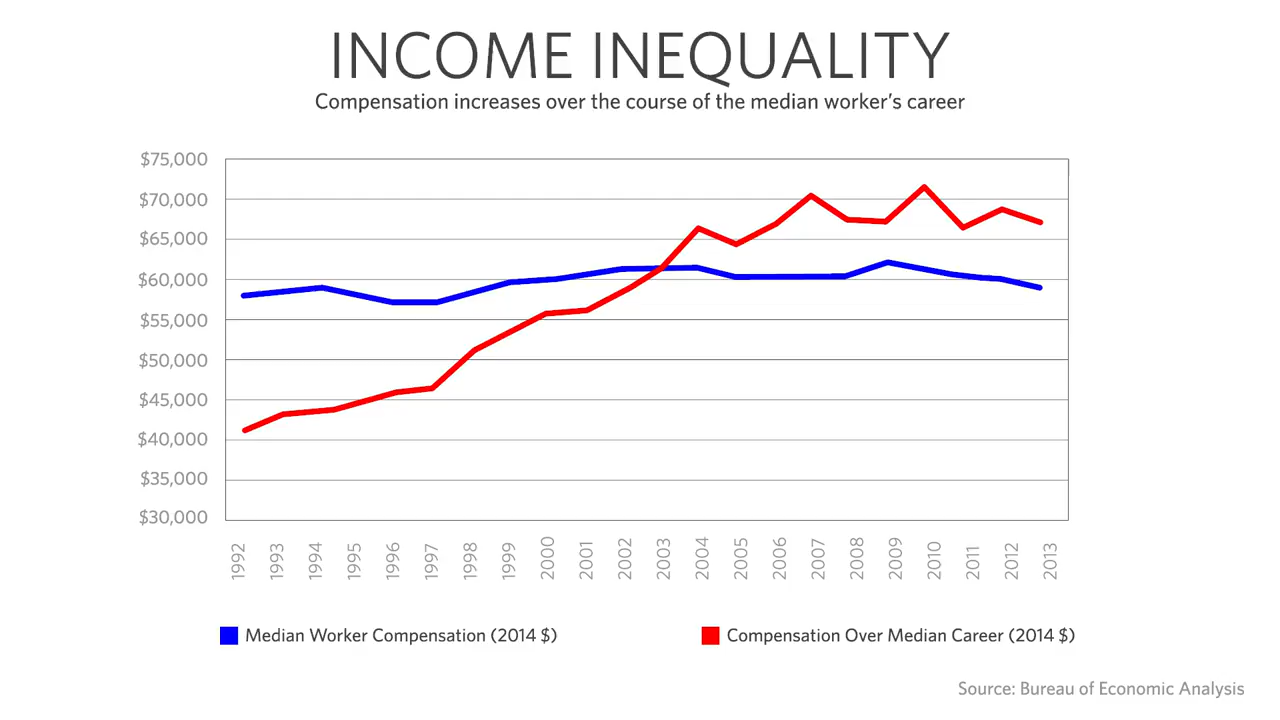 INCOME INEQUALITY
Compensation increases over the course of the median worker’s career
$75,000
$70,000
$65,000
$60,000
$55,000
$50,000
$45,000
$40,000
$35,000
$30,000
1992 1993 1994 1995 1996 1997 1998 1999 2000 2001 2002 2003 2004 2005 2006 2007 2008 2009 2010 2011 2012 2013
Median Worker Compensation (2014 $) Compensation Over Median Career (2014 $)
Source: Bureau of Economic Analysis